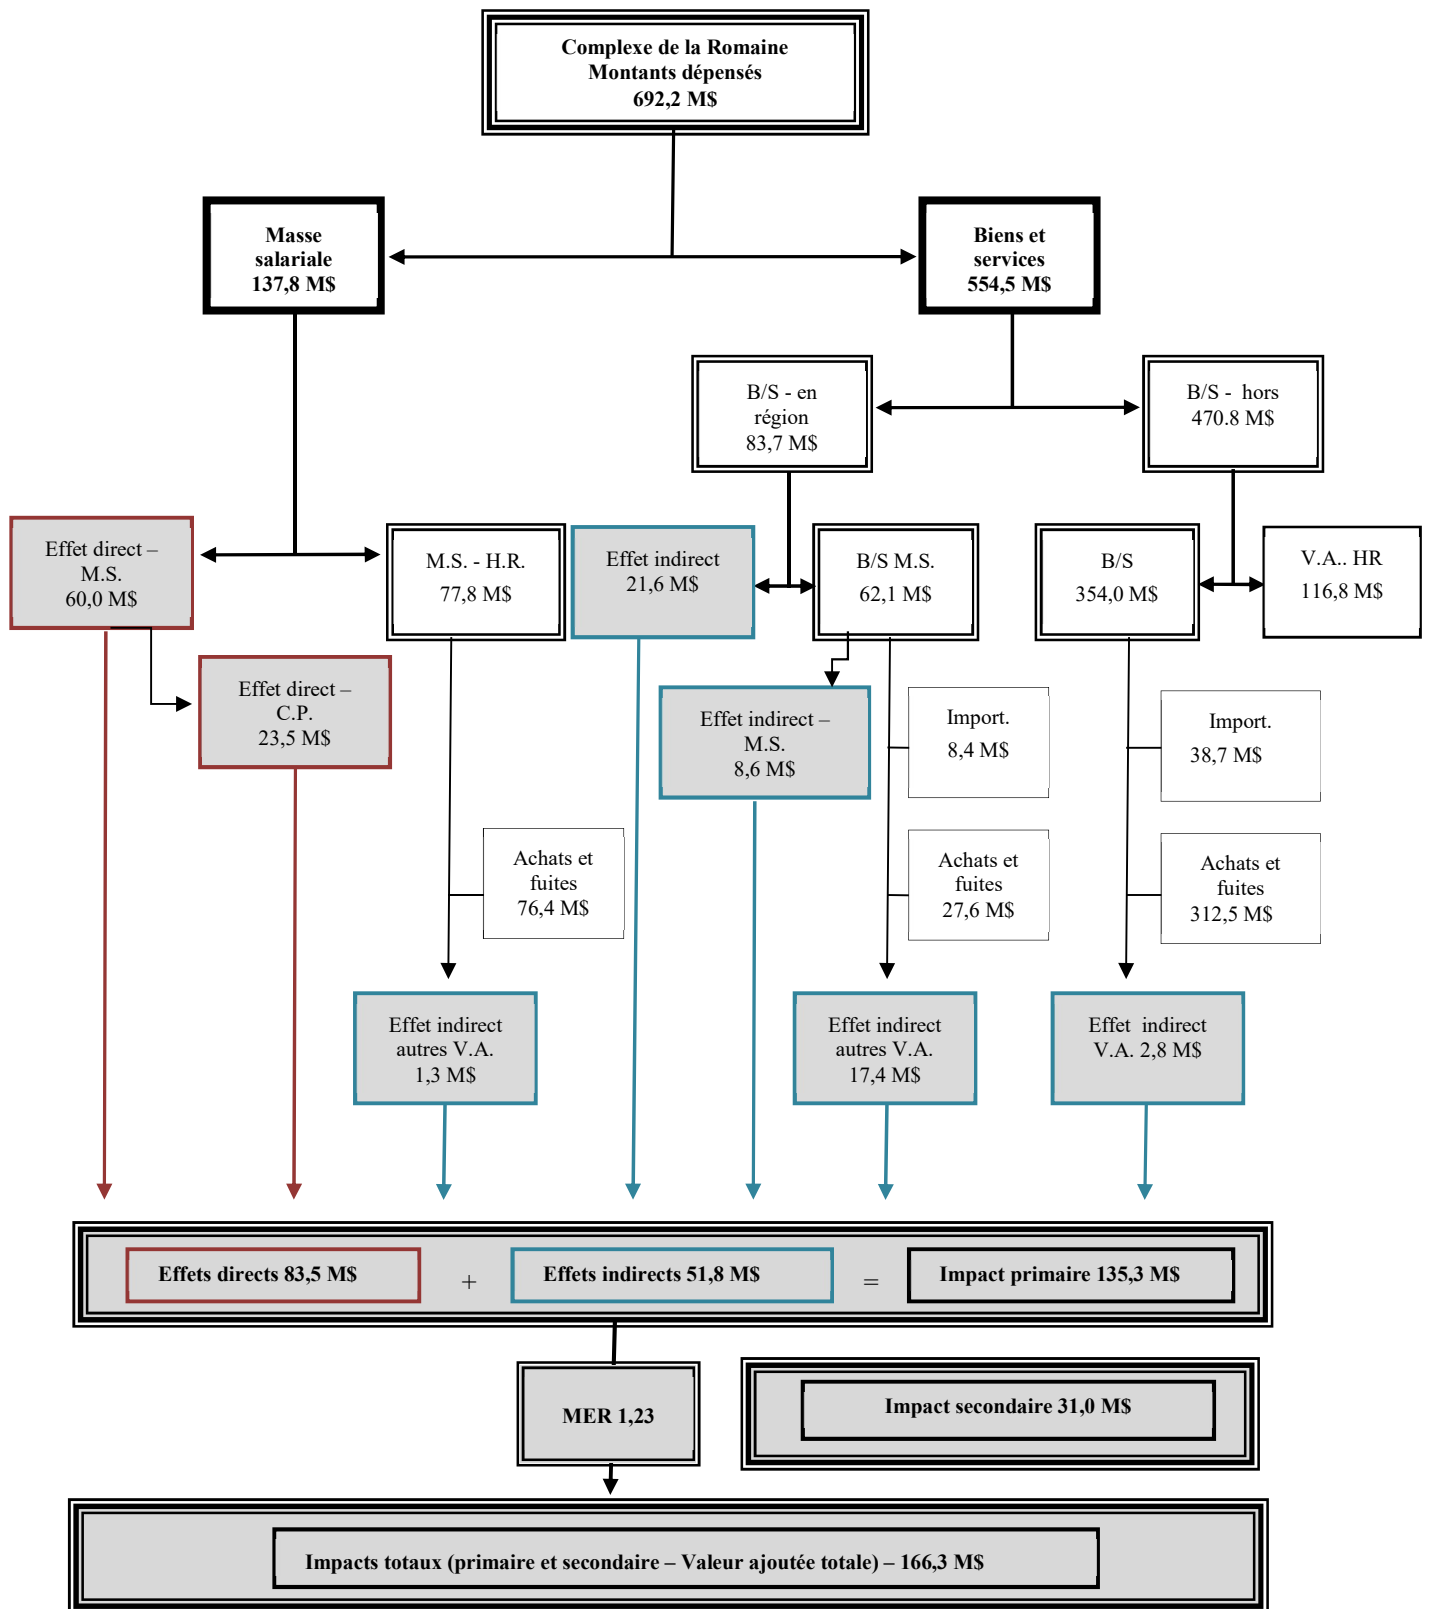 Complexe de la Romaine
Montants dépensés
692,2 M$
Masse
salariale
137,8 M$
Biens et
services
554,5 M$
B/S - en
région
83,7 M$
B/S - hors
470.8 M$
Effet direct –
M.S.
60,0 M$
M.S. - H.R.
77,8 M$
Effet indirect
21,6 M$
B/S M.S.
62,1 M$
B/S
354,0 M$
V.A.. HR
116,8 M$
Effet direct –
C.P.
23,5 M$
Effet indirect –
M.S.
8,6 M$
Import.
8,4 M$
Import.
38,7 M$
Achats et
fuites
76,4 M$
Achats et
fuites
27,6 M$
Achats et
fuites
312,5 M$
Effet indirect
autres V.A.
1,3 M$
Effet indirect
autres V.A.
17,4 M$
Effet indirect
V.A. 2,8 M$
Effets directs 83,5 M$
+
Effets indirects 51,8 M$
=
Impact primaire 135,3 M$
MER 1,23
Impact secondaire 31,0 M$
Impacts totaux (primaire et secondaire – Valeur ajoutée totale) – 166,3 M$